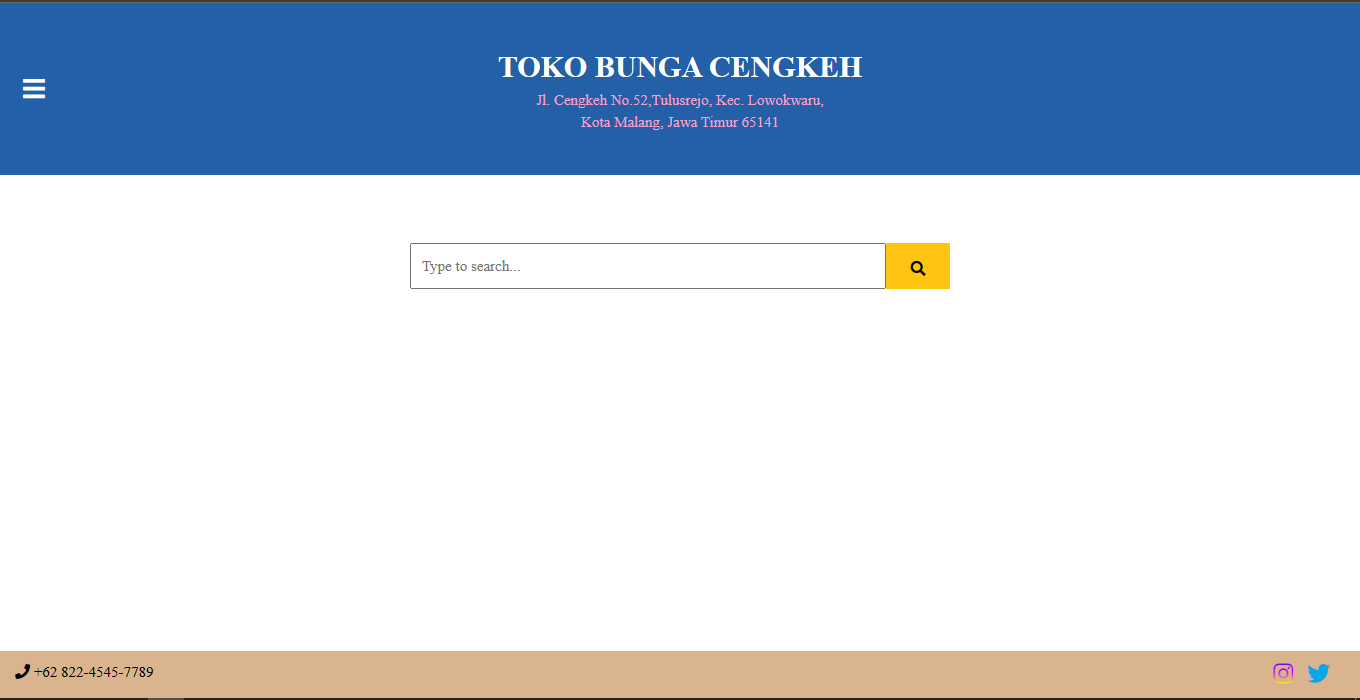 TOKO BUNGA CENGKEH
Jl. Cengkeh No.52,Tulusrejo, Kec. Lowokwaru,
Kota Malang, Jawa Timur 65141
Type to search...
+62 822-4545-7789